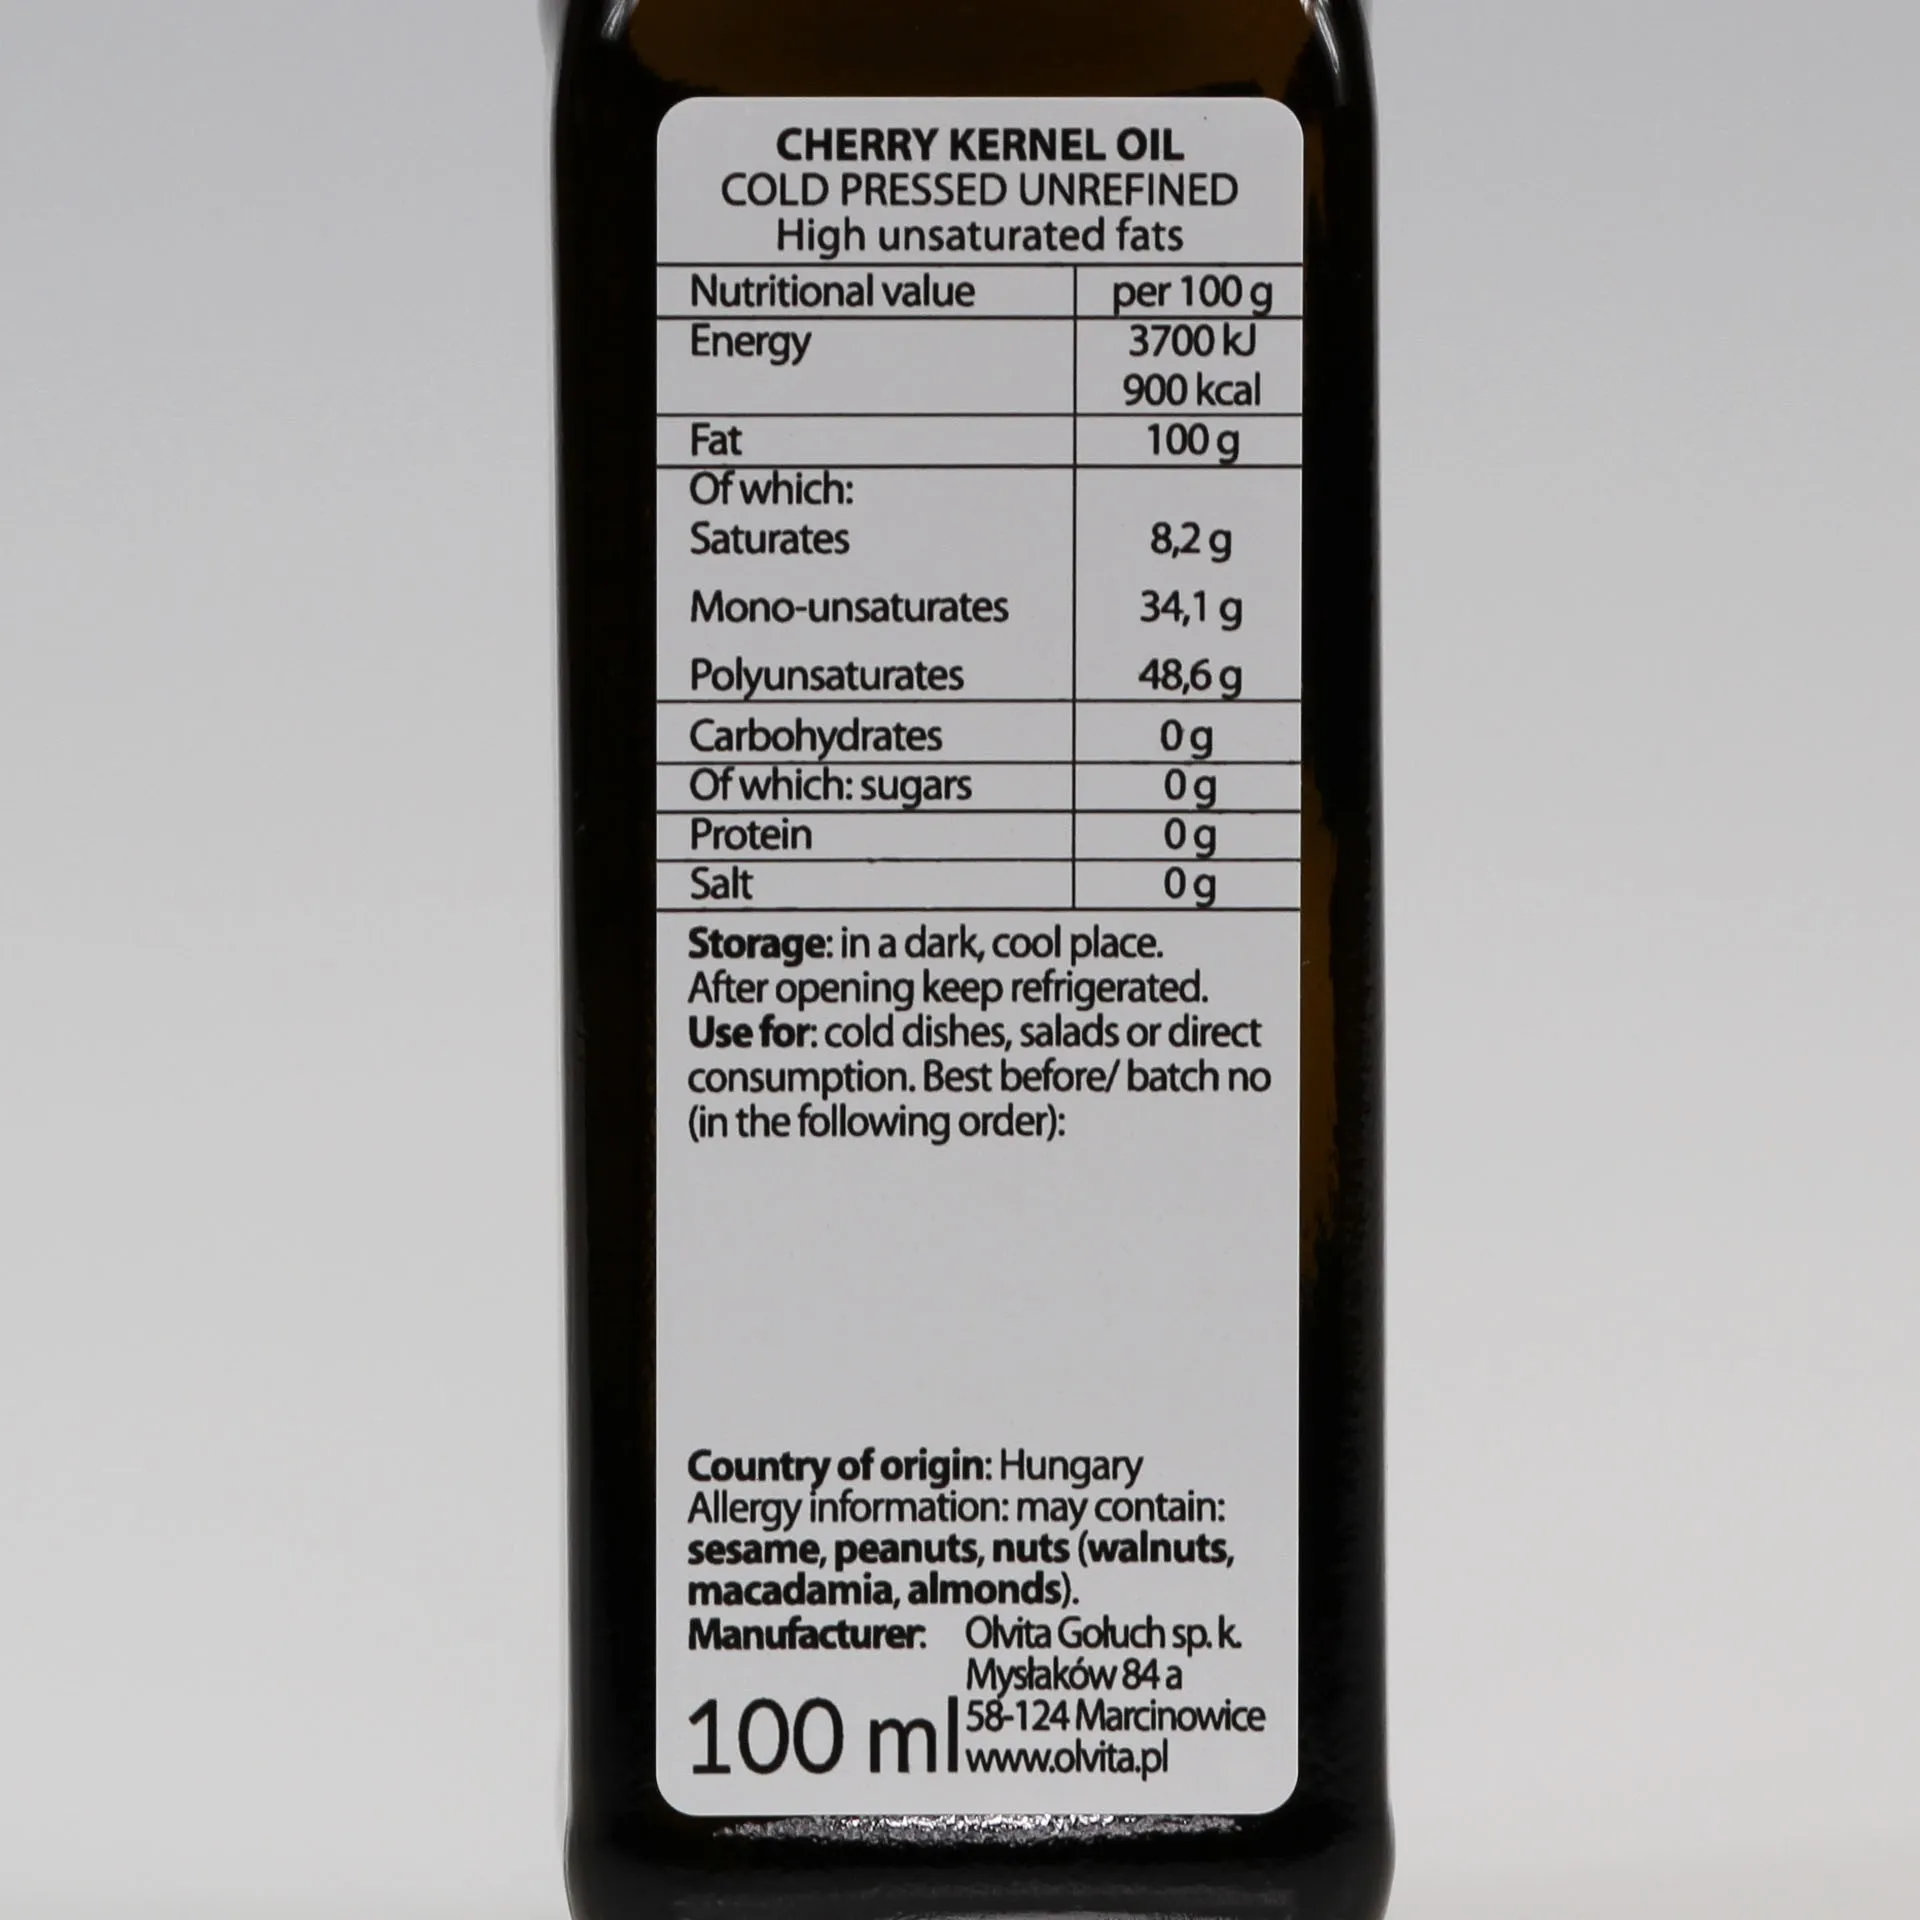 CHERRY KERNEL OIL
COLD PRESSED UNREFINED
High unsaturated fats
Nutritional value per 100 g
Energy 3700 kJ
900 kcal
Fat 100 g
Of which:
Saturates 8,2 g
Mono-unsaturates 34,1 g
Polyunsaturates 48,6 g
Carbohydrates 0 g
Of which: sugars 0 g
Protein 0 g
Salt 0 g
Storage: in a dark, cool place.
After opening keep refrigerated.
Use for: cold dishes, salads or direct
consumption. Best before/ batch no
(in the following order):
Country of origin: Hungary
Allergy information: may contain:
sesame, peanuts, nuts (walnuts,
macadamia, almonds).
Manufacturer: Olvita Gołuch sp. k.
Mysłaków 84 a
58-124 Marcinowice
www.olvita.pl
100 ml